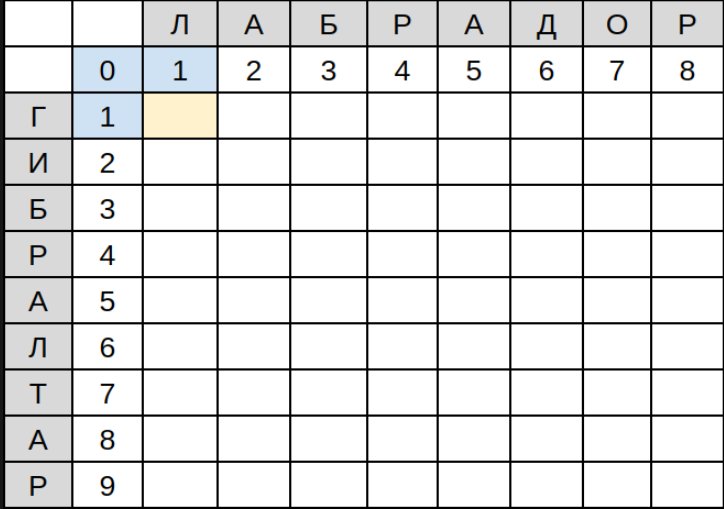 Л А Б Р А Д О Р
0 1 2 3 4 5 6 7 8
Г 1
И 2
Б 3
Р 4
А 5
Л 6
Т 7
А 8
Р 9